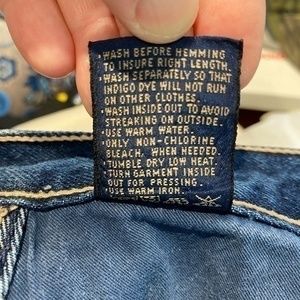 ·WASH BEFORE HEMMING
TO INSURE RIGHT LENGTH.
·WASH SEPARATELY SO THAT
INDIGO DYE WILL NOT RUN
ON OTHER CLOTHES.
·WASH INSIDE OUT TO AVOID
STREAKING ON OUTSIDE.
·USE WARM WATER.
·ONLY NON-CHLORINE
BLEACH, WHEN NEEDED.
·TUMBLE DRY LOW HEAT.
·TURN GARMENT INSIDE
OUT FOR PRESSING.
·USE WARM IRON.